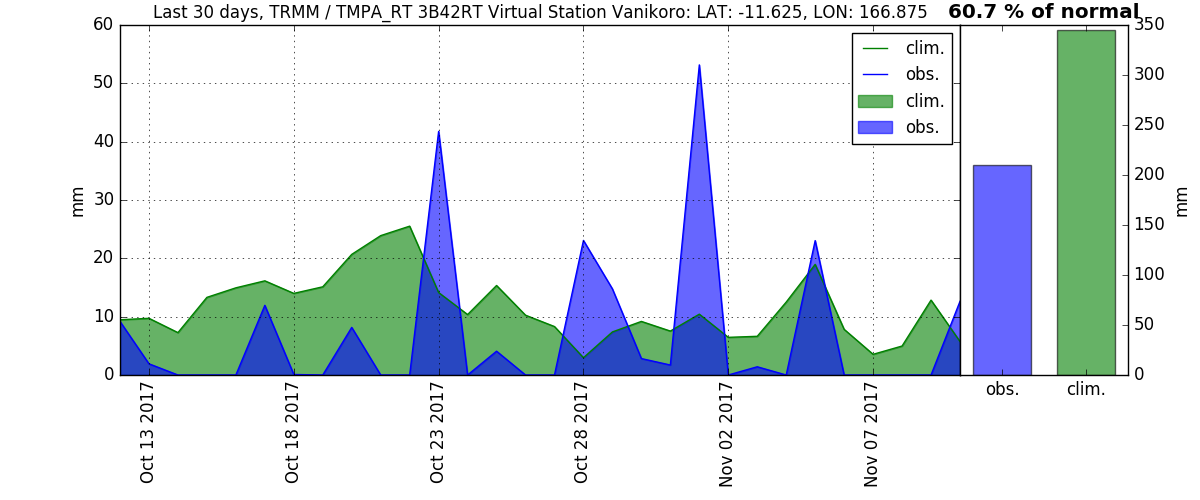 Last 30 days, TRMM / TMPA_RT 3B42RT Virtual Station Vanikoro: LAT: -11.625, LON: 166.875
60.7 % of normal
60
50
40
30
20
10
0
mm
clim.
obs.
clim.
obs.
Oct 13 2017
Oct 18 2017
Oct 23 2017
Oct 28 2017
Nov 02 2017
Nov 07 2017
350
300
250
200
150
100
50
0
mm
obs.
clim.